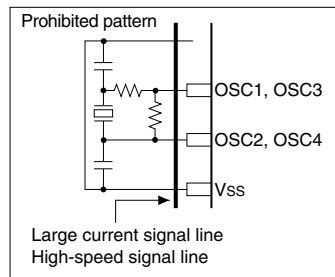 Prohibited pattern
OSC1, OSC3
OSC2, OSC4
VSS
Large current signal line
High-speed signal line